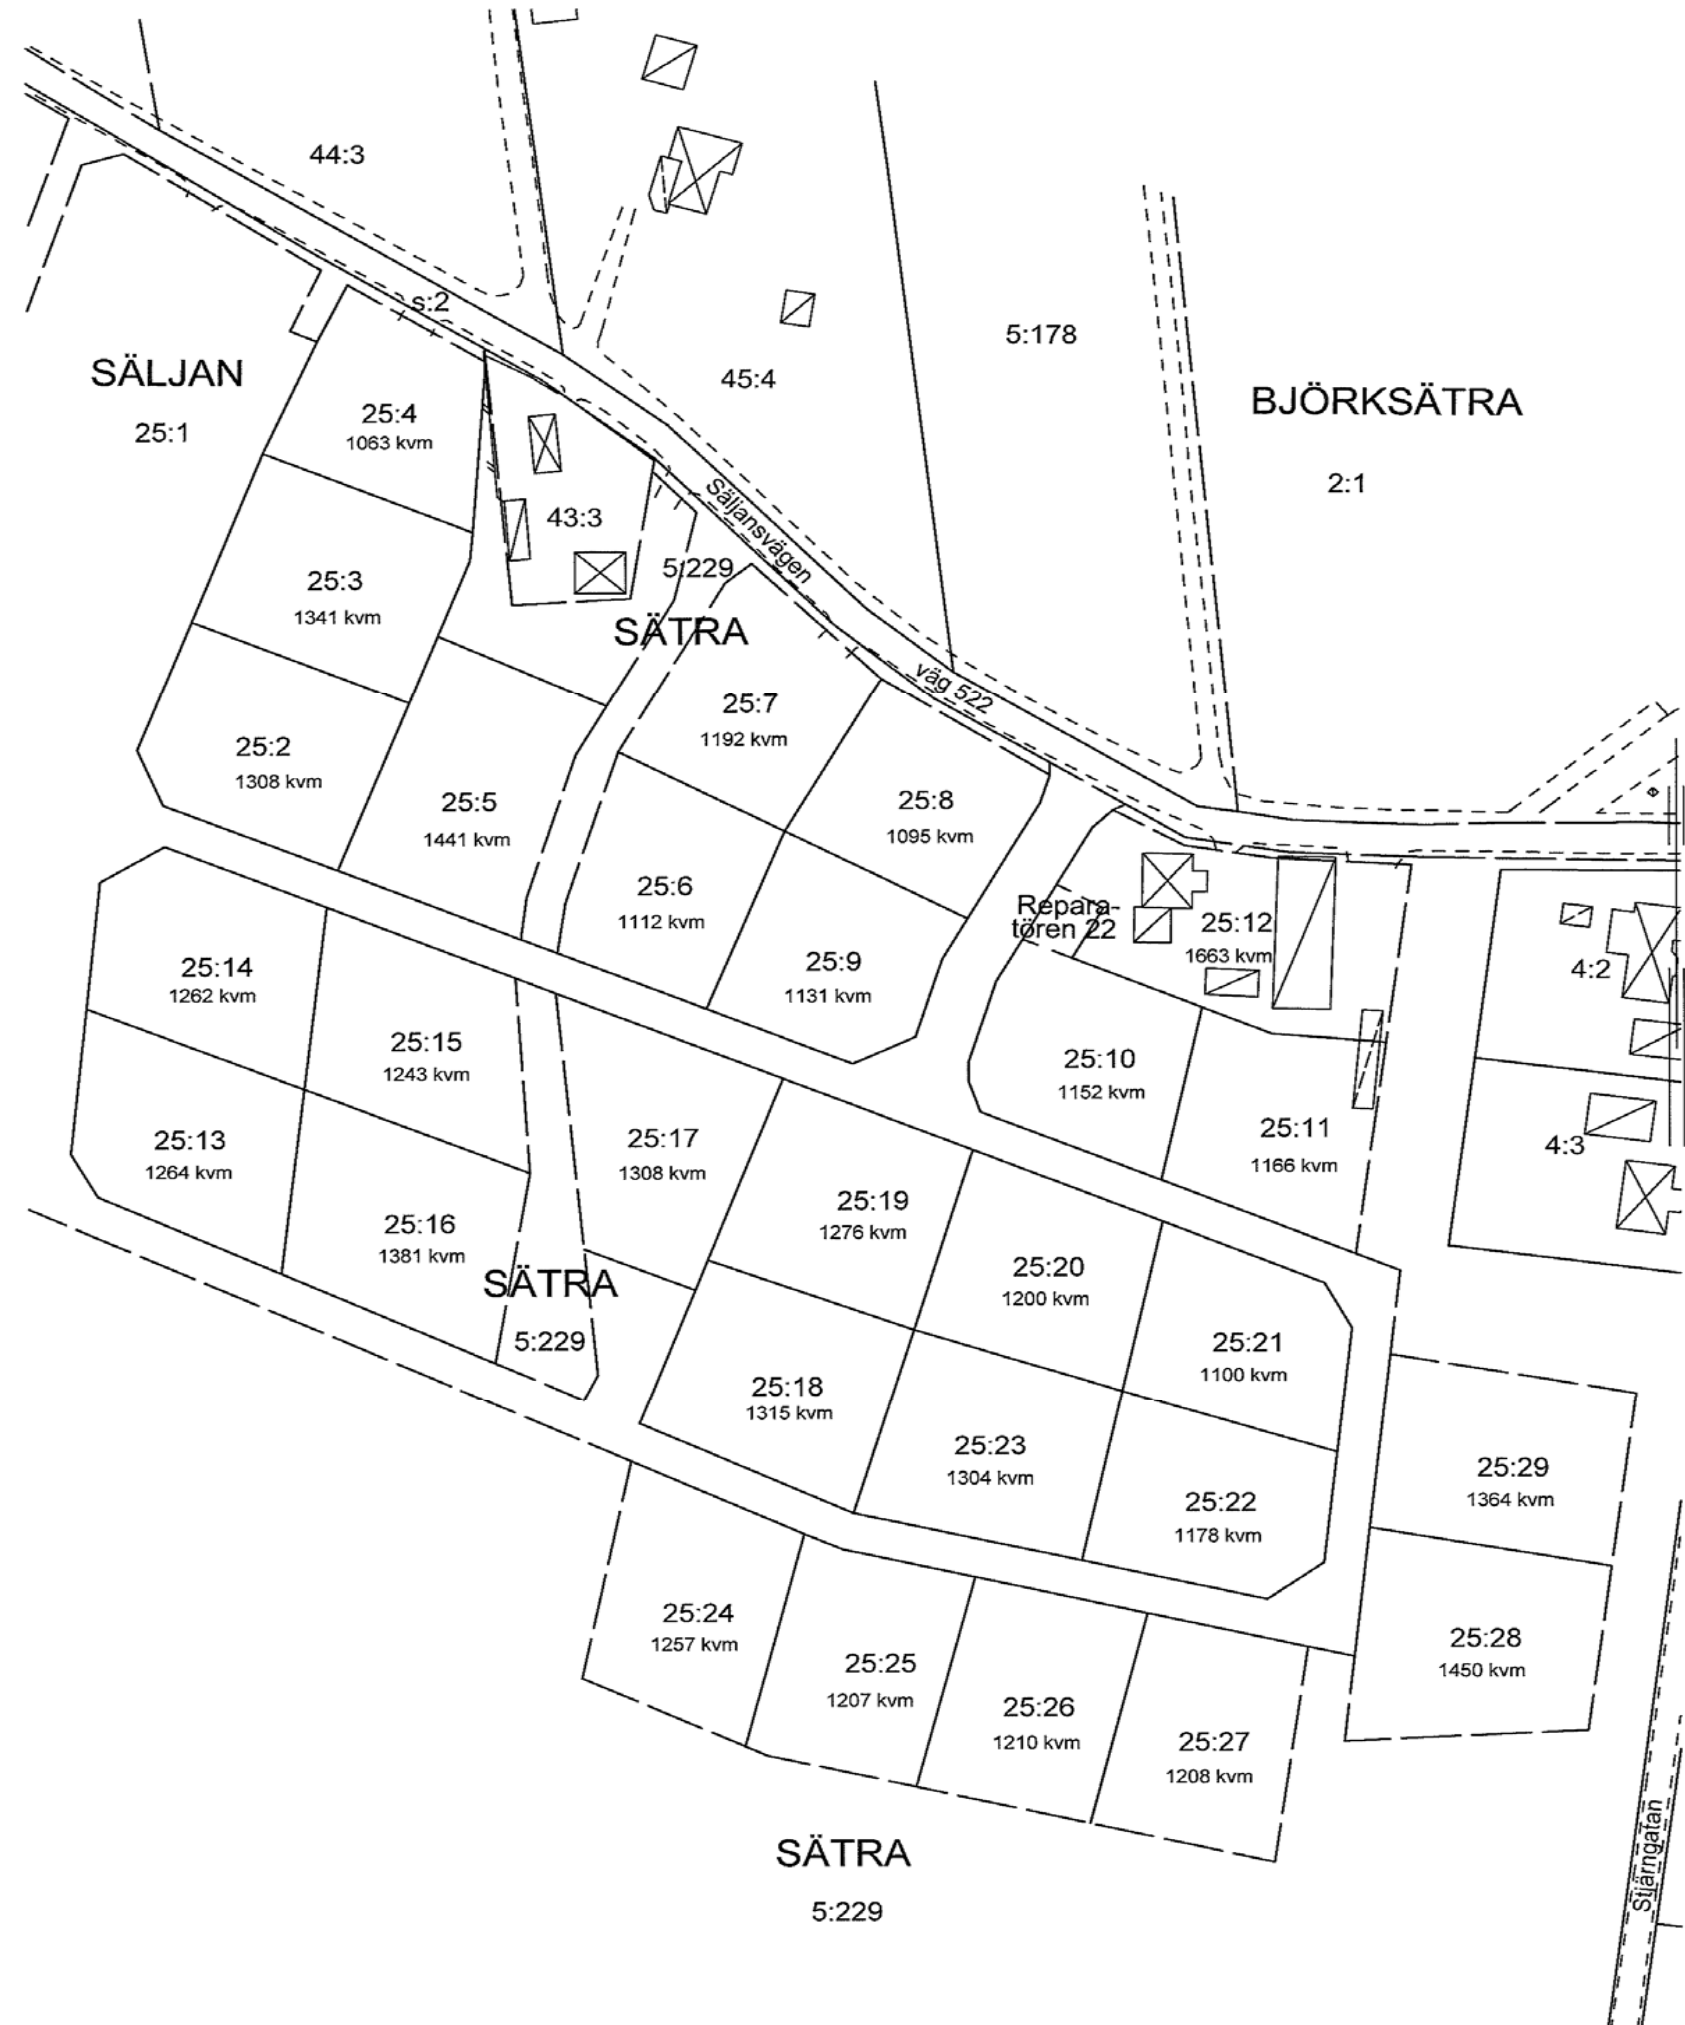 44:3
s:2
SÄLJAN
25:1
45:4
5:178
BJÖRKSÄTRA
2:1
25:4
1063 kvm
43:3
Säljansvägen
5:229
SÄTRA
25:3
1341 kvm
väg 522
25:7
1192 kvm
25:2
1308 kvm
25:5
1441 kvm
25:8
1095 kvm
25:6
1112 kvm
Repara-
tören 22
25:12
1663 kvm
25:9
1131 kvm
4:2
25:14
1262 kvm
25:15
1243 kvm
25:10
1152 kvm
25:11
1166 kvm
4:3
25:13
1264 kvm
25:17
1308 kvm
25:16
1381 kvm
25:19
1276 kvm
SÄTRA
5:229
25:20
1200 kvm
25:21
1100 kvm
25:18
1315 kvm
25:23
1304 kvm
25:22
1178 kvm
25:29
1364 kvm
25:24
1257 kvm
25:25
1207 kvm
25:26
1210 kvm
25:27
1208 kvm
25:28
1450 kvm
SÄTRA
5:229
Stjärngatan